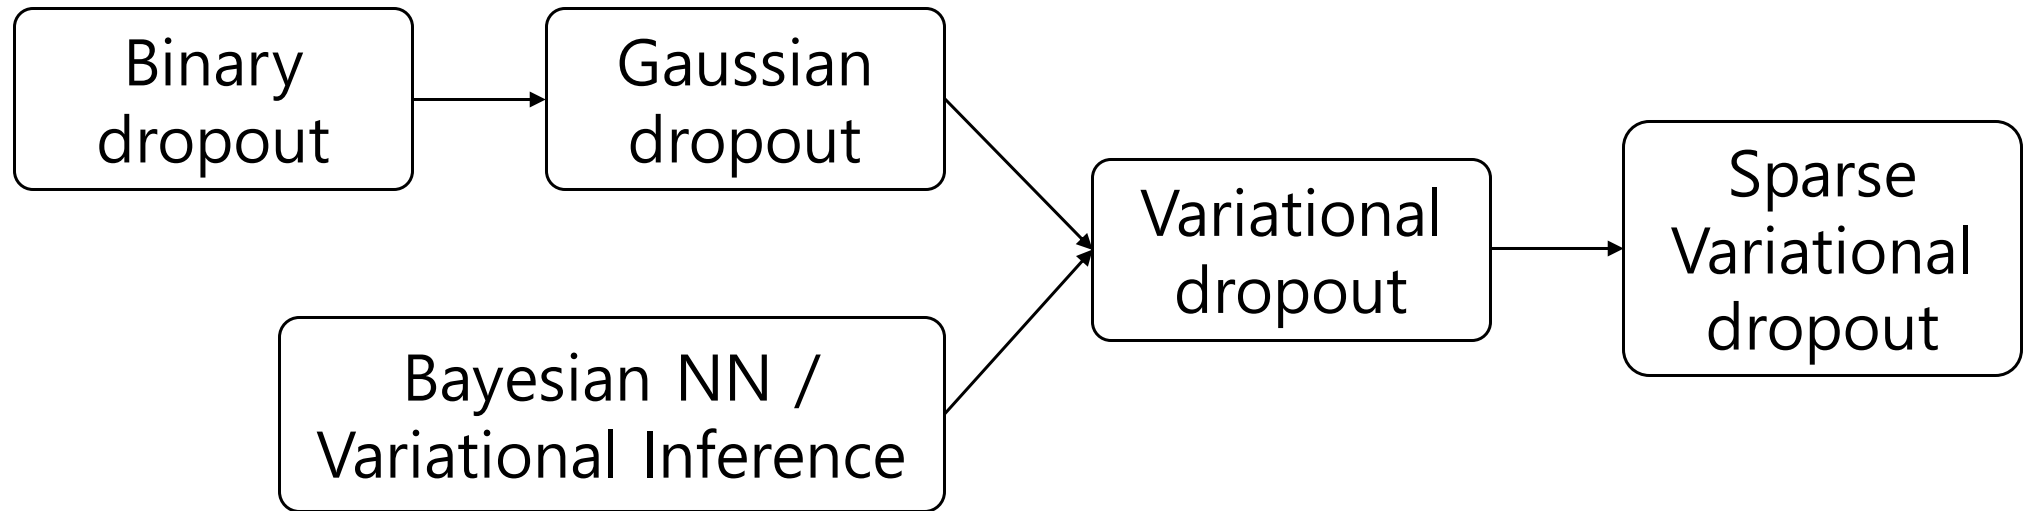 Binary
dropout
Gaussian
dropout
Bayesian NN /
Variational Inference
Variational
dropout
Sparse
Variational
dropout